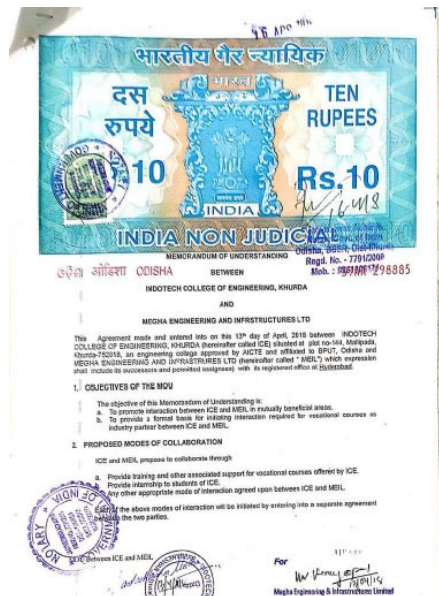 भारतीय गैर न्यायिक
भारत
दस
रुपये
TEN
RUPEES
10
Rs.10
INDIA
INDIA NON JUDICIAL
MEMORANDUM OF UNDERSTANDING
Regd. No. - 7791/2009
ଓଡ଼ିଶା ओडिशा ODISHA
BETWEEN
298885
INDOTECH COLLEGE OF ENGINEERING, KHURDA
AND
MEGHA ENGINEERING AND INFRSTRUCTURES LTD
This Agreement made and entered into on this 13th day of April, 2018 between INDOTECH
COLLEGE OF ENGINEERING, KHURDA (hereinafter called ICE) situated at plot no-144, Mallipada,
Khurda-752018, an engineering college approved by AICTE and affiliated to BPUT, Odisha and
MEGHA ENGINEERING AND INFRASTRURES LTD (hereinafter called " MEIL") which expression
shall include its successors and permitted assignees) with its registered office at Hyderabad.
1. OBJECTIVES OF THE MOU
The objective of this Memorandum of Understanding is:
a. To promote interaction between ICE and MEIL in mutually beneficial areas.
b. To provide a formal basis for initiating interaction required for vocational courses as
industry partner between ICE and MEIL.
2. PROPOSED MODES OF COLLABORATION
ICE and MEIL propose to collaborate through
a. Provide training and other associated support for vocational courses offered by ICE.
Provide internship to students of ICE.
Any other appropriate mode of interaction agreed upon between ICE and MEIL.
Each of the above modes of interaction will be initiated by entering into a separate agreement
between the two parties.
NOTARY
INDIA
Between ICE and MEIL
For
Megha Engineering & Infrastructures Limited